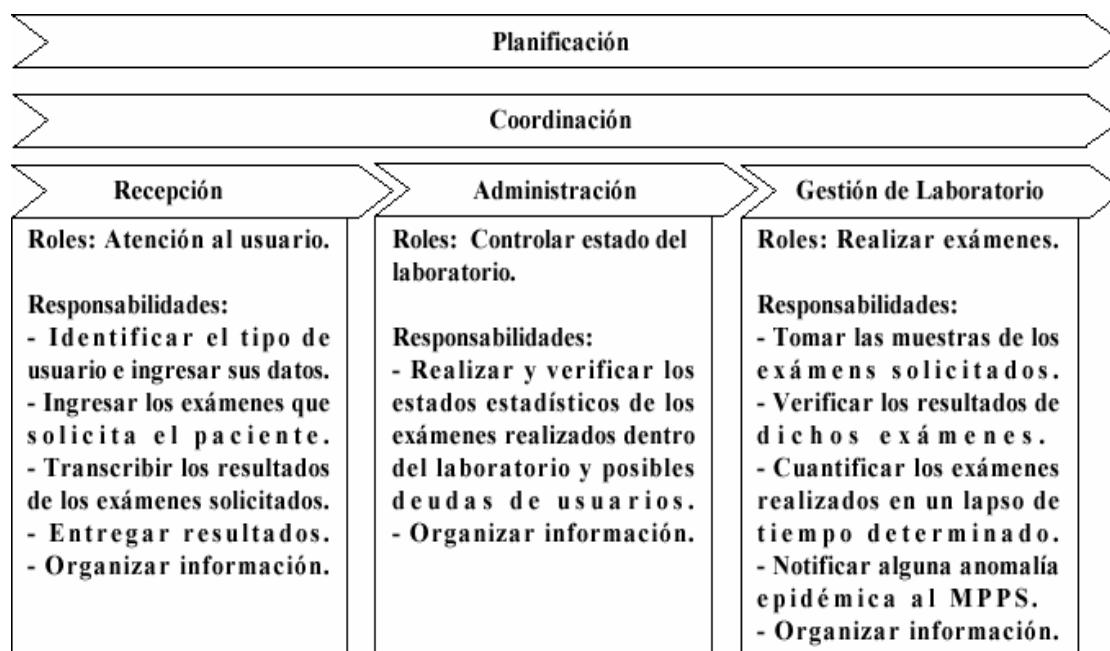 Planificación
Coordinación
Recepción
Roles: Atención al usuario.
Responsabilidades:
- Identificar el tipo de
usuario e ingresar sus datos.
- Ingresar los exámenes que
solicita el paciente.
- Transcribir los resultados
de los exámenes solicitados.
- Entregar resultados.
- Organizar información.
Administración
Roles: Controlar estado del
laboratorio.
Responsabilidades:
- Realizar y verificar los
estados estadísticos de los
exámenes realizados dentro
del laboratorio y posibles
deudas de usuarios.
- Organizar información.
Gestión de Laboratorio
Roles: Realizar exámenes.
Responsabilidades:
- Tomar las muestras de los
exámens solicitados.
- Verificar los resultados de
dichos exámenes.
- Cuantificar los exámenes
realizados en un lapso de
tiempo determinado.
- Notificar alguna anomalía
epidémica al MPPS.
- Organizar información.